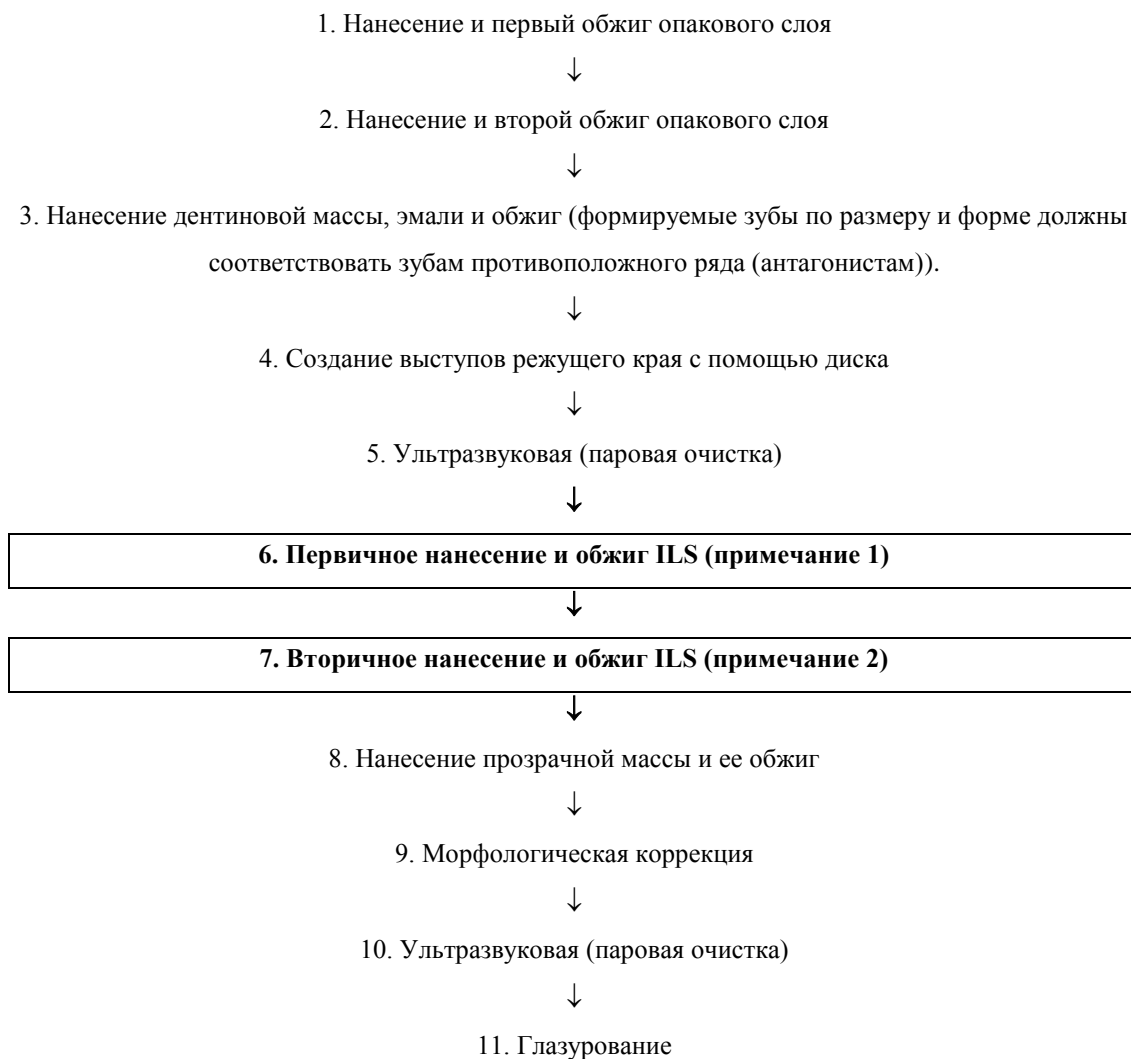 1. Нанесение и первый обжиг опакового слоя
↓
2. Нанесение и второй обжиг опакового слоя
↓
3. Нанесение дентиновой массы, эмали и обжиг (формируемые зубы по размеру и форме должны
соответствовать зубам противоположного ряда (антагонистам)).
↓
4. Создание выступов режущего края с помощью диска
↓
5. Ультразвуковая (паровая очистка)
↓
6. Первичное нанесение и обжиг ILS (примечание 1)
↓
7. Вторичное нанесение и обжиг ILS (примечание 2)
↓
8. Нанесение прозрачной массы и ее обжиг
↓
9. Морфологическая коррекция
↓
10. Ультразвуковая (паровая очистка)
↓
11. Глазурование